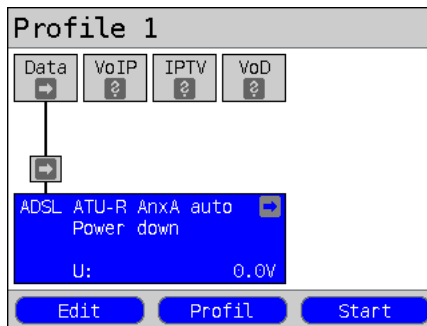 Profile 1
Data VoIP IPTV VoD
? ? ?
ADSL ATU-R AnxA auto
Power down
U: 0.0V
Edit Profil Start